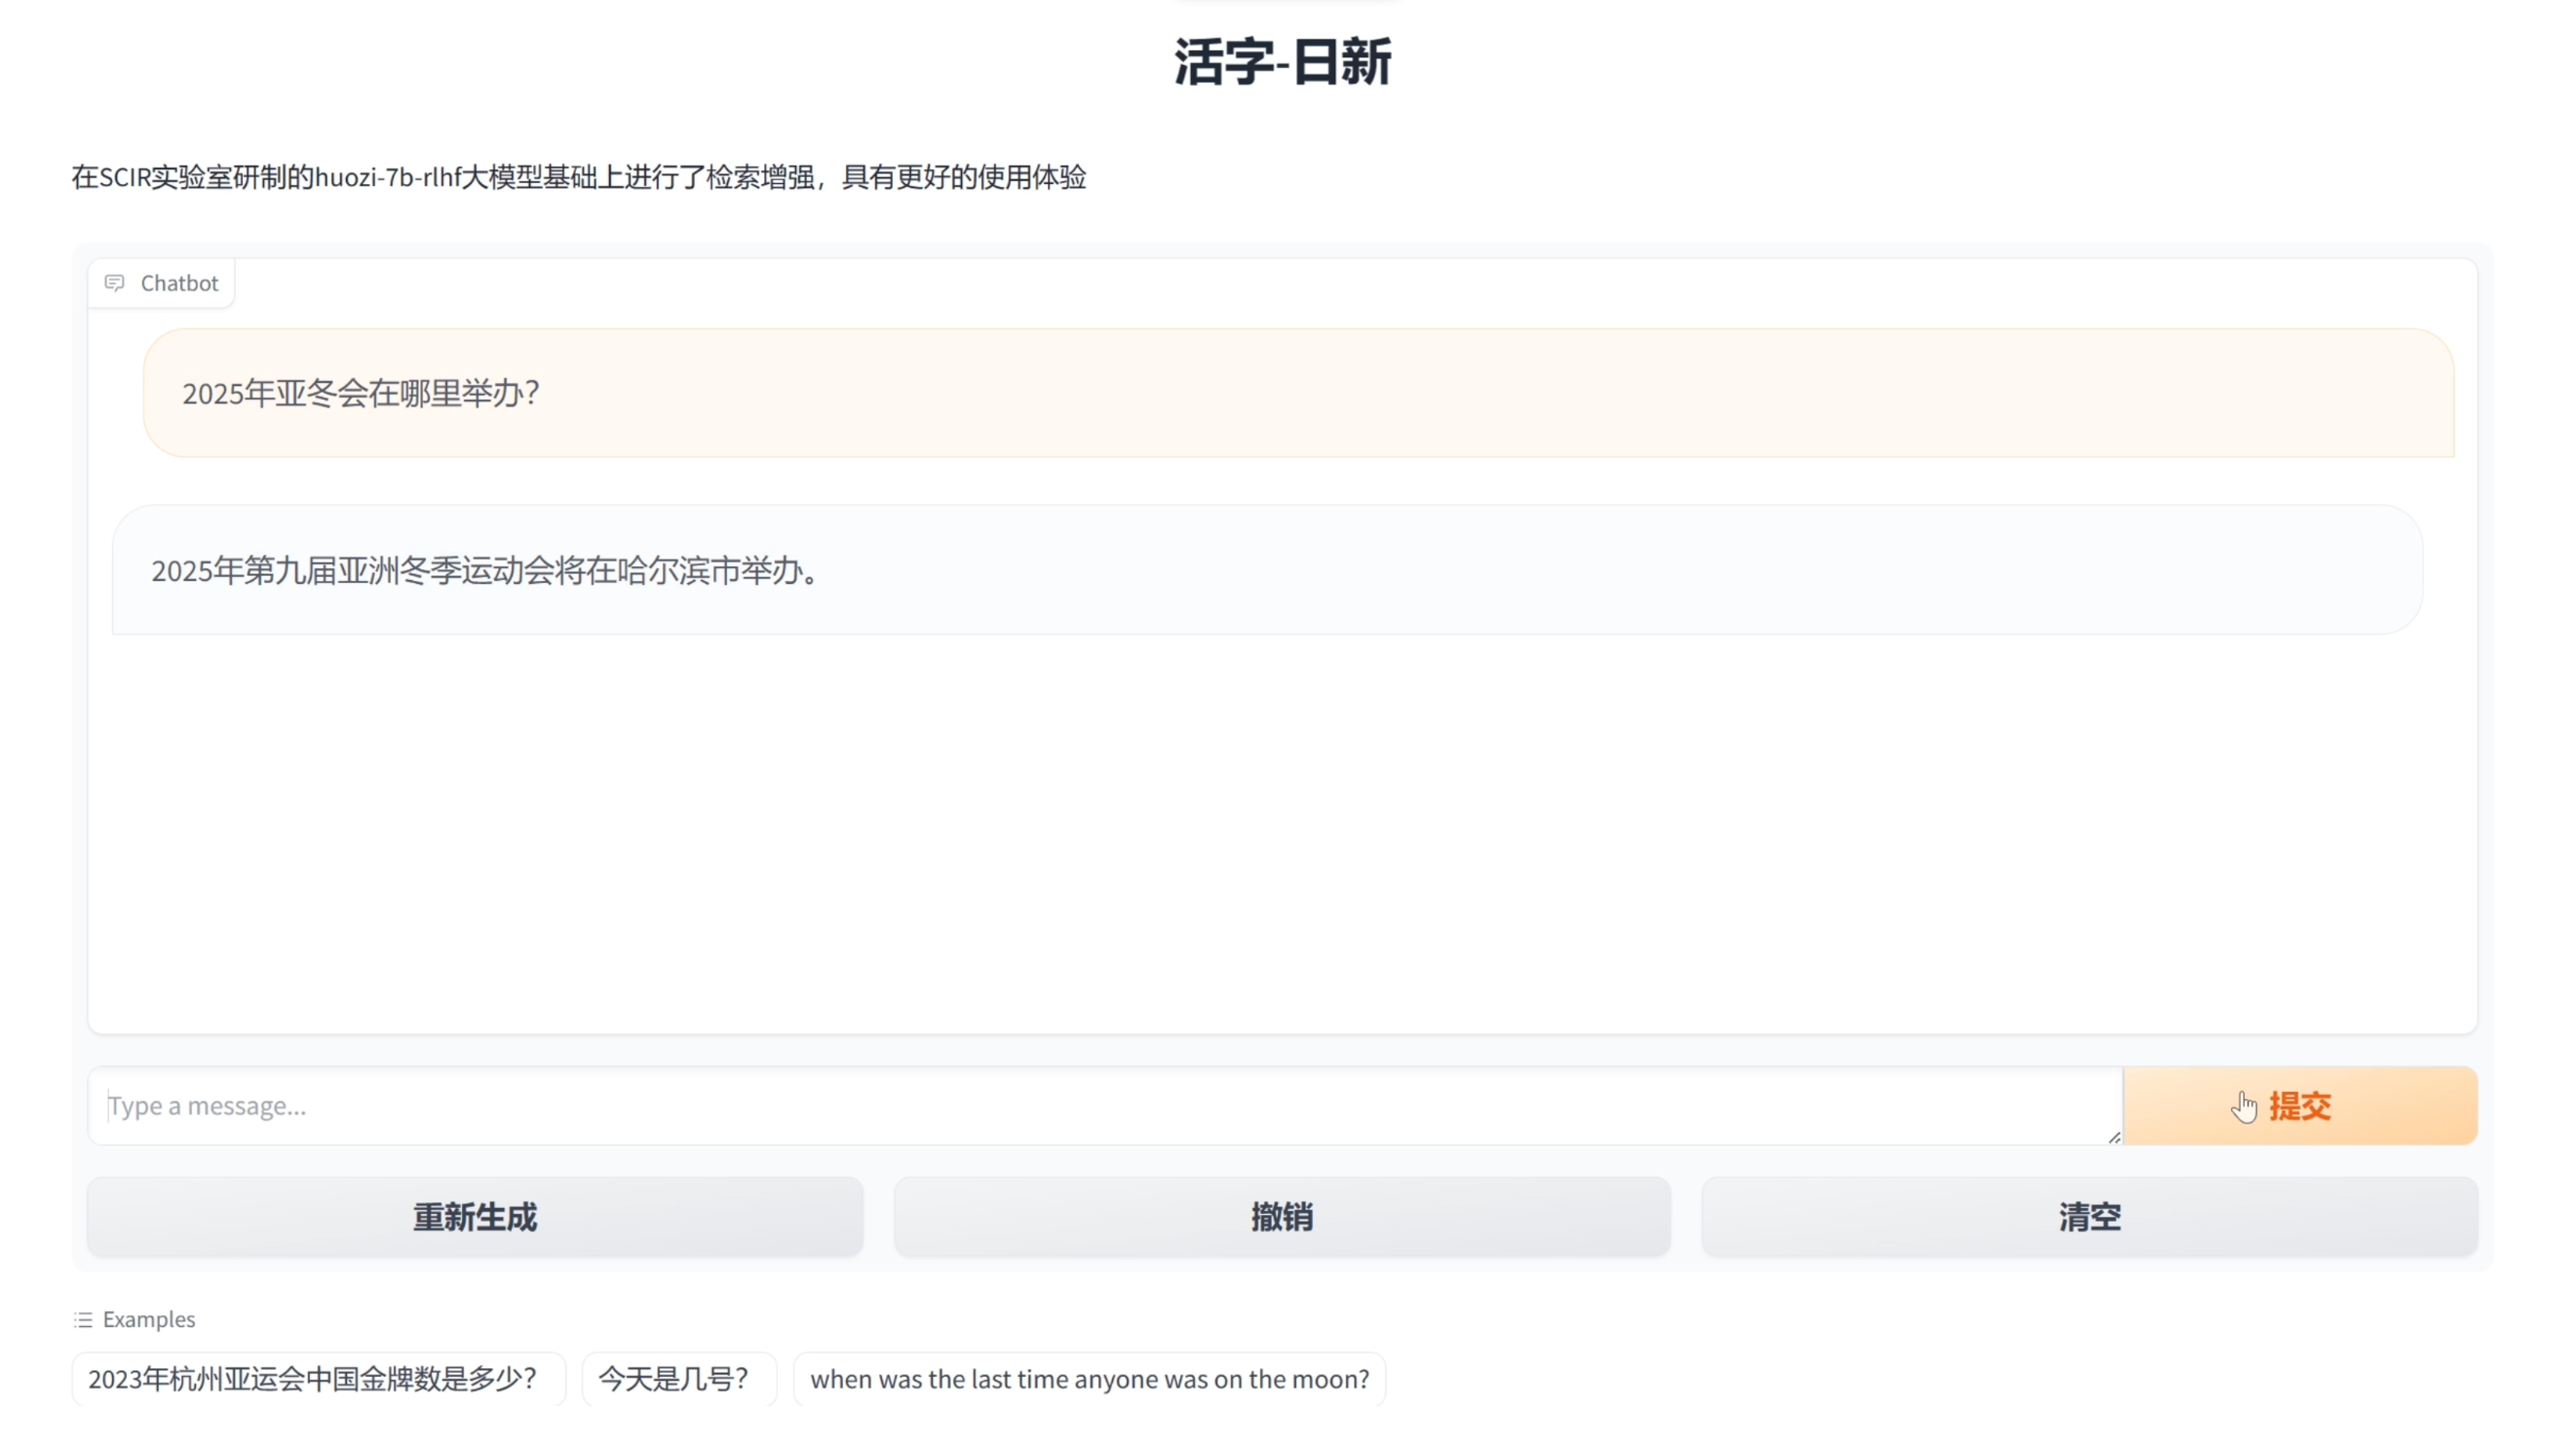 活字-日新
在SCIR实验室研制的huozi-7b-rlhf大模型基础上进行了检索增强，具有更好的使用体验
Chatbot
2025年亚冬会在哪里举办？
2025年第九届亚洲冬季运动会将在哈尔滨市举办。
Type a message...
提交
重新生成
撤销
清空
Examples
2023年杭州亚运会中国金牌数是多少？
今天是几号？
when was the last time anyone was on the moon?